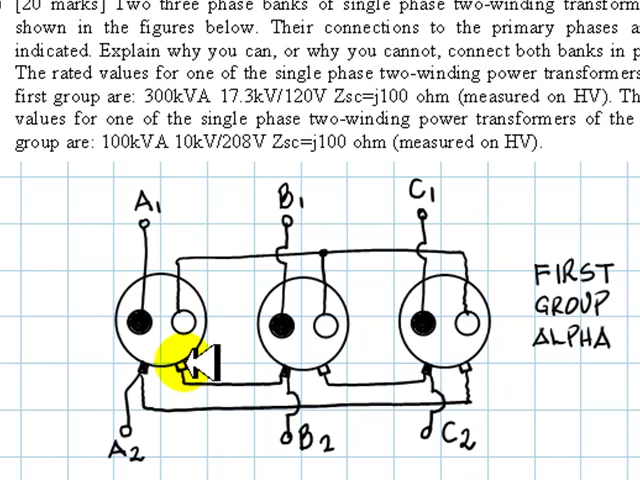 [20 marks] Two three phase banks of single phase two-winding
shown in the figures below. Their connections to the primary phases
indicated. Explain why you can, or why you cannot, connect both banks in
The rated values for one of the single phase two-winding power transformers
first group are: 300kVA 17.3kV/120V Zsc=j100 ohm (measured on HV).
values for one of the single phase two-winding power transformers of the
group are: 100kVA 10kV/208V Zsc=j100 ohm (measured on HV).
A1 B1 C1
FIRST
GROUP
ALPHA
A2 B2 C2